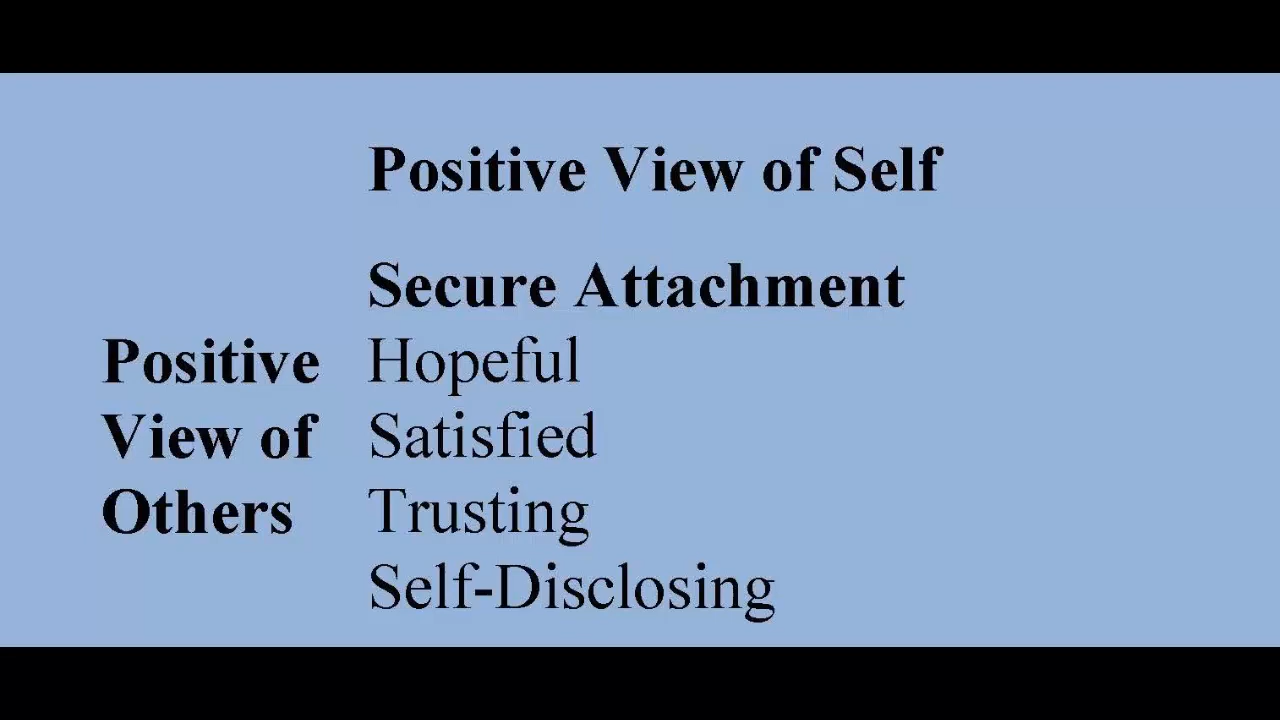 Positive View of Self
Secure Attachment
Positive
View of
Others
Hopeful
Satisfied
Trusting
Self-Disclosing